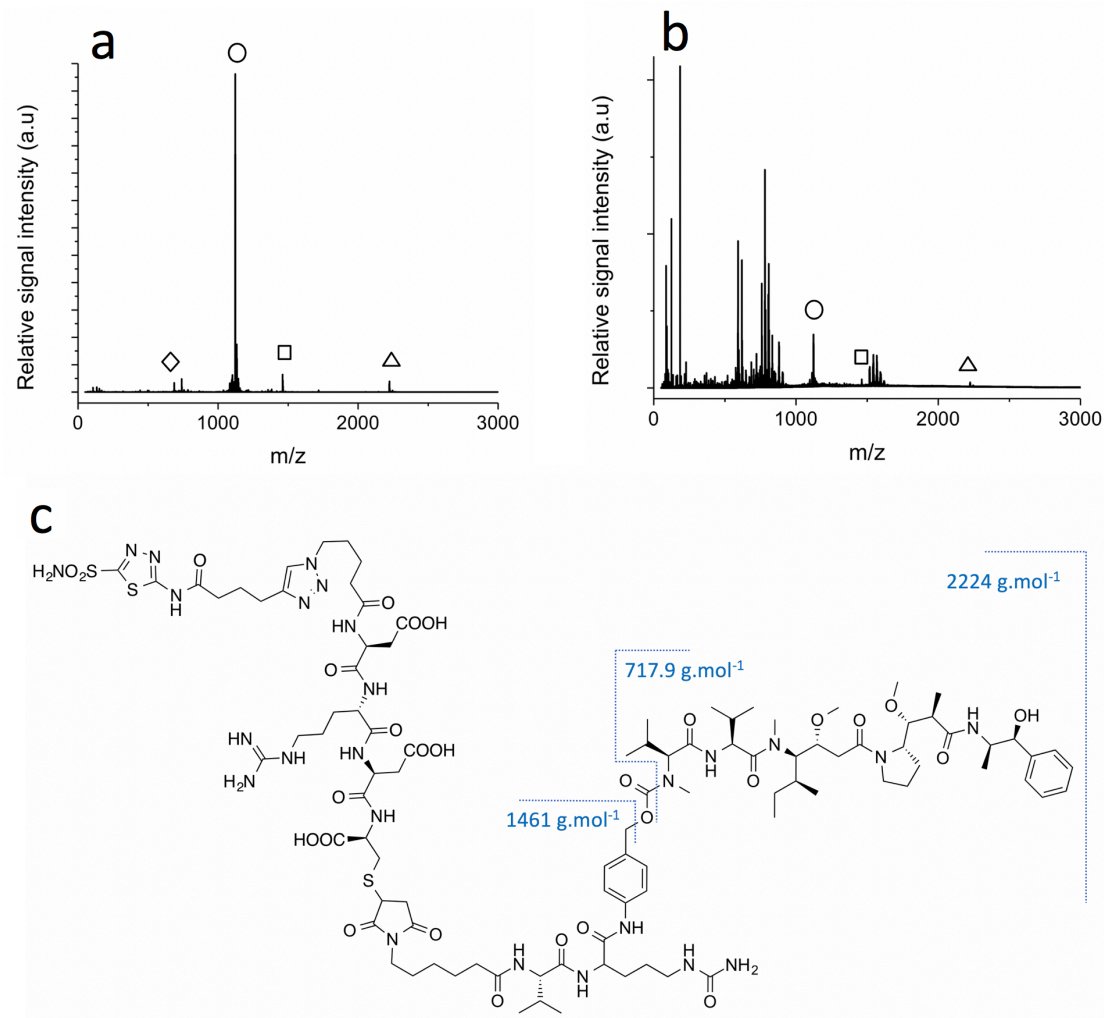 a
Relative signal intensity (a.u)
0
1000
2000
3000
m/z
b
Relative signal intensity (a.u)
0
1000
2000
3000
m/z
c
H₂NO₂S
N
N
S
N
H
O
N
N
N
O
HN
COOH
O
NH
HN
H₂N
NH
O
HN
COOH
O
NH
HOOC
S
O
N
O
O
H
N
O
N
H
O
NH
H
N
NH₂
O
1461 g.mol⁻¹
717.9 g.mol⁻¹
2224 g.mol⁻¹
O
O
N
O
N
H
O
N
O
O
N
O
O
H
N
OH